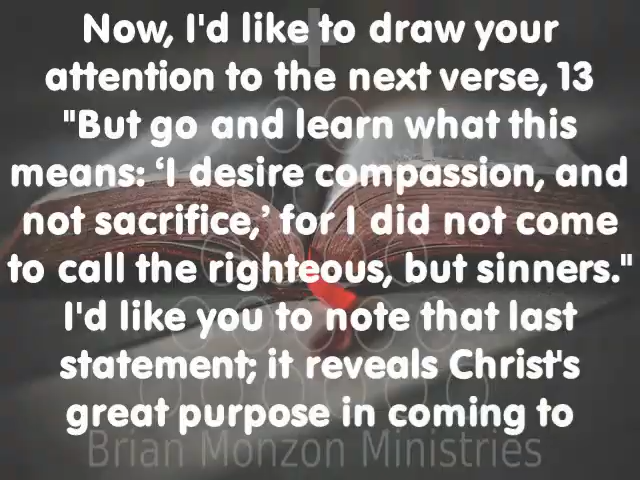 Now, I'd like to draw your
attention to the next verse, 13
"But go and learn what this
means: ‘I desire compassion, and
not sacrifice,’ for I did not come
to call the righteous, but sinners."
I'd like you to note that last
statement; it reveals Christ's
great purpose in coming to
Brian Monzon Ministries